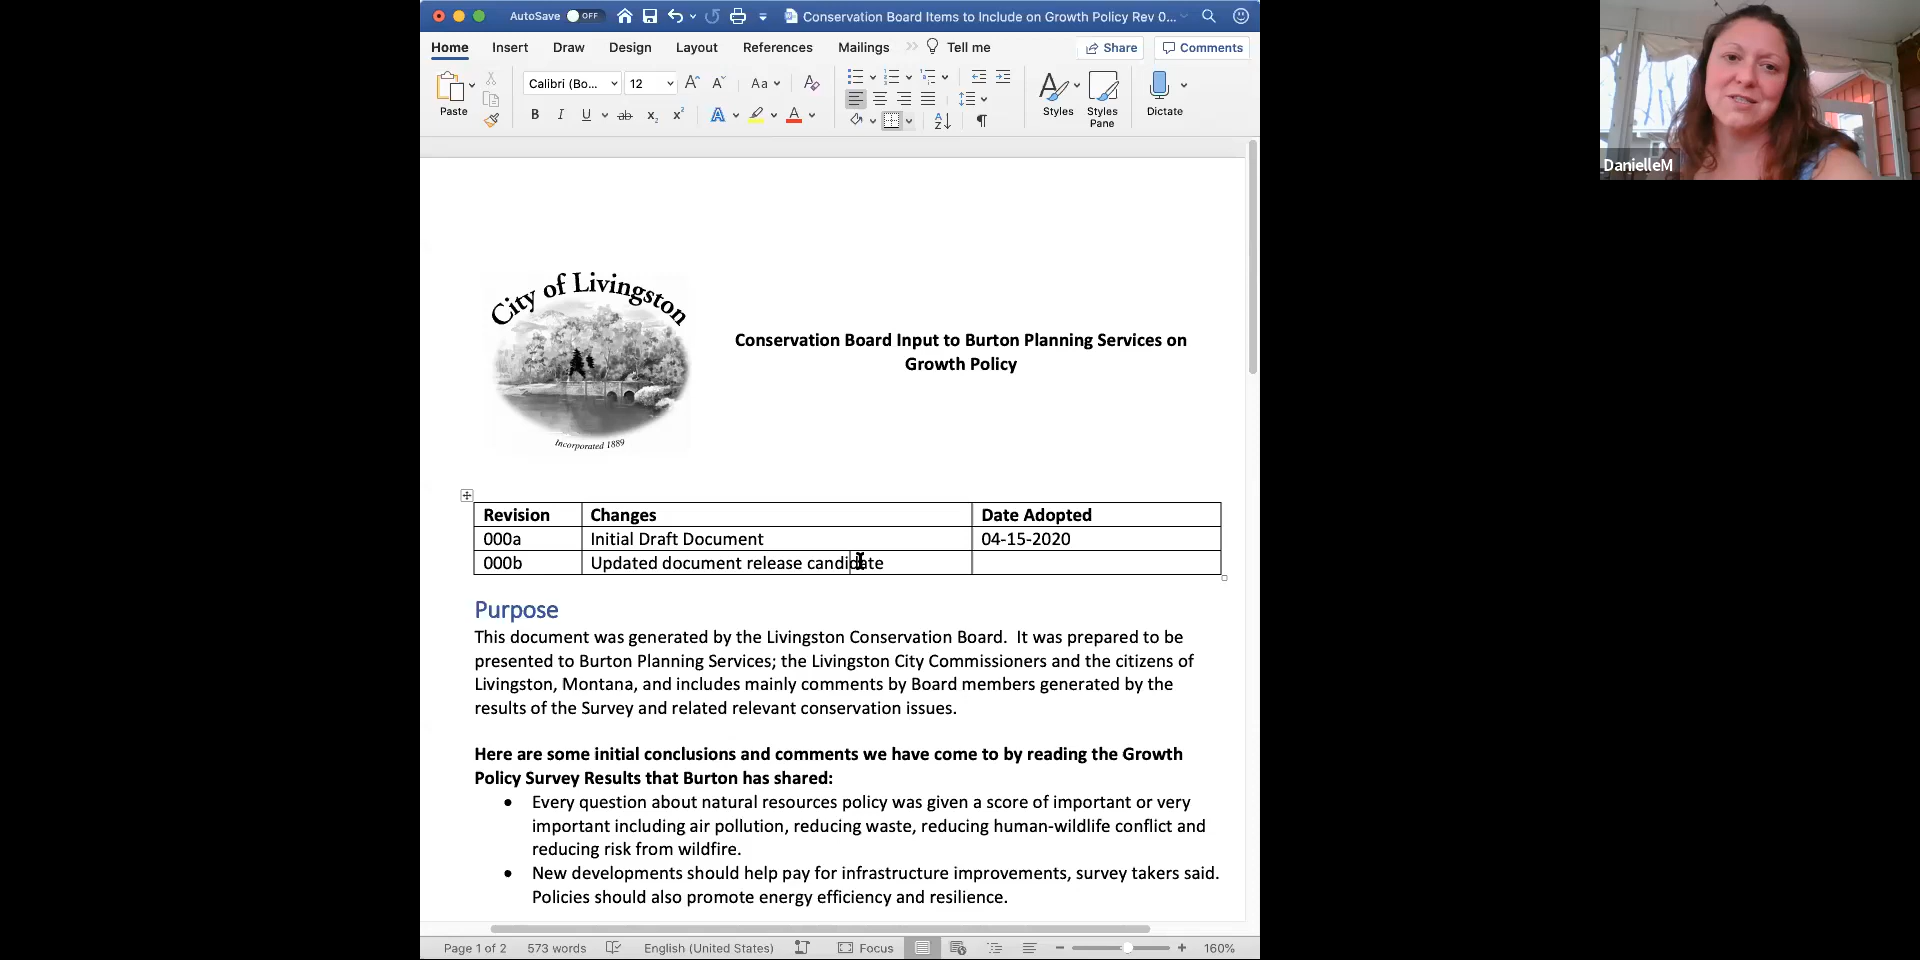 AutoSave OFF Conservation Board Items to Include on Growth Policy Rev 0...
Home Insert Draw Design Layout References Mailings Tell me Share Comments
Calibri (Bo... 12 Aa
Paste Styles Styles Pane Dictate
B I U ab x₂ x² A A
DanielleM
City of Livingston
Incorporated 1889
Conservation Board Input to Burton Planning Services on
Growth Policy
Revision Changes Date Adopted
000a Initial Draft Document 04-15-2020
000b Updated document release candidate
Purpose
This document was generated by the Livingston Conservation Board. It was prepared to be
presented to Burton Planning Services; the Livingston City Commissioners and the citizens of
Livingston, Montana, and includes mainly comments by Board members generated by the
results of the Survey and related relevant conservation issues.
Here are some initial conclusions and comments we have come to by reading the Growth
Policy Survey Results that Burton has shared:
• Every question about natural resources policy was given a score of important or very
important including air pollution, reducing waste, reducing human-wildlife conflict and
reducing risk from wildfire.
• New developments should help pay for infrastructure improvements, survey takers said.
Policies should also promote energy efficiency and resilience.
Page 1 of 2 573 words English (United States) Focus 160%